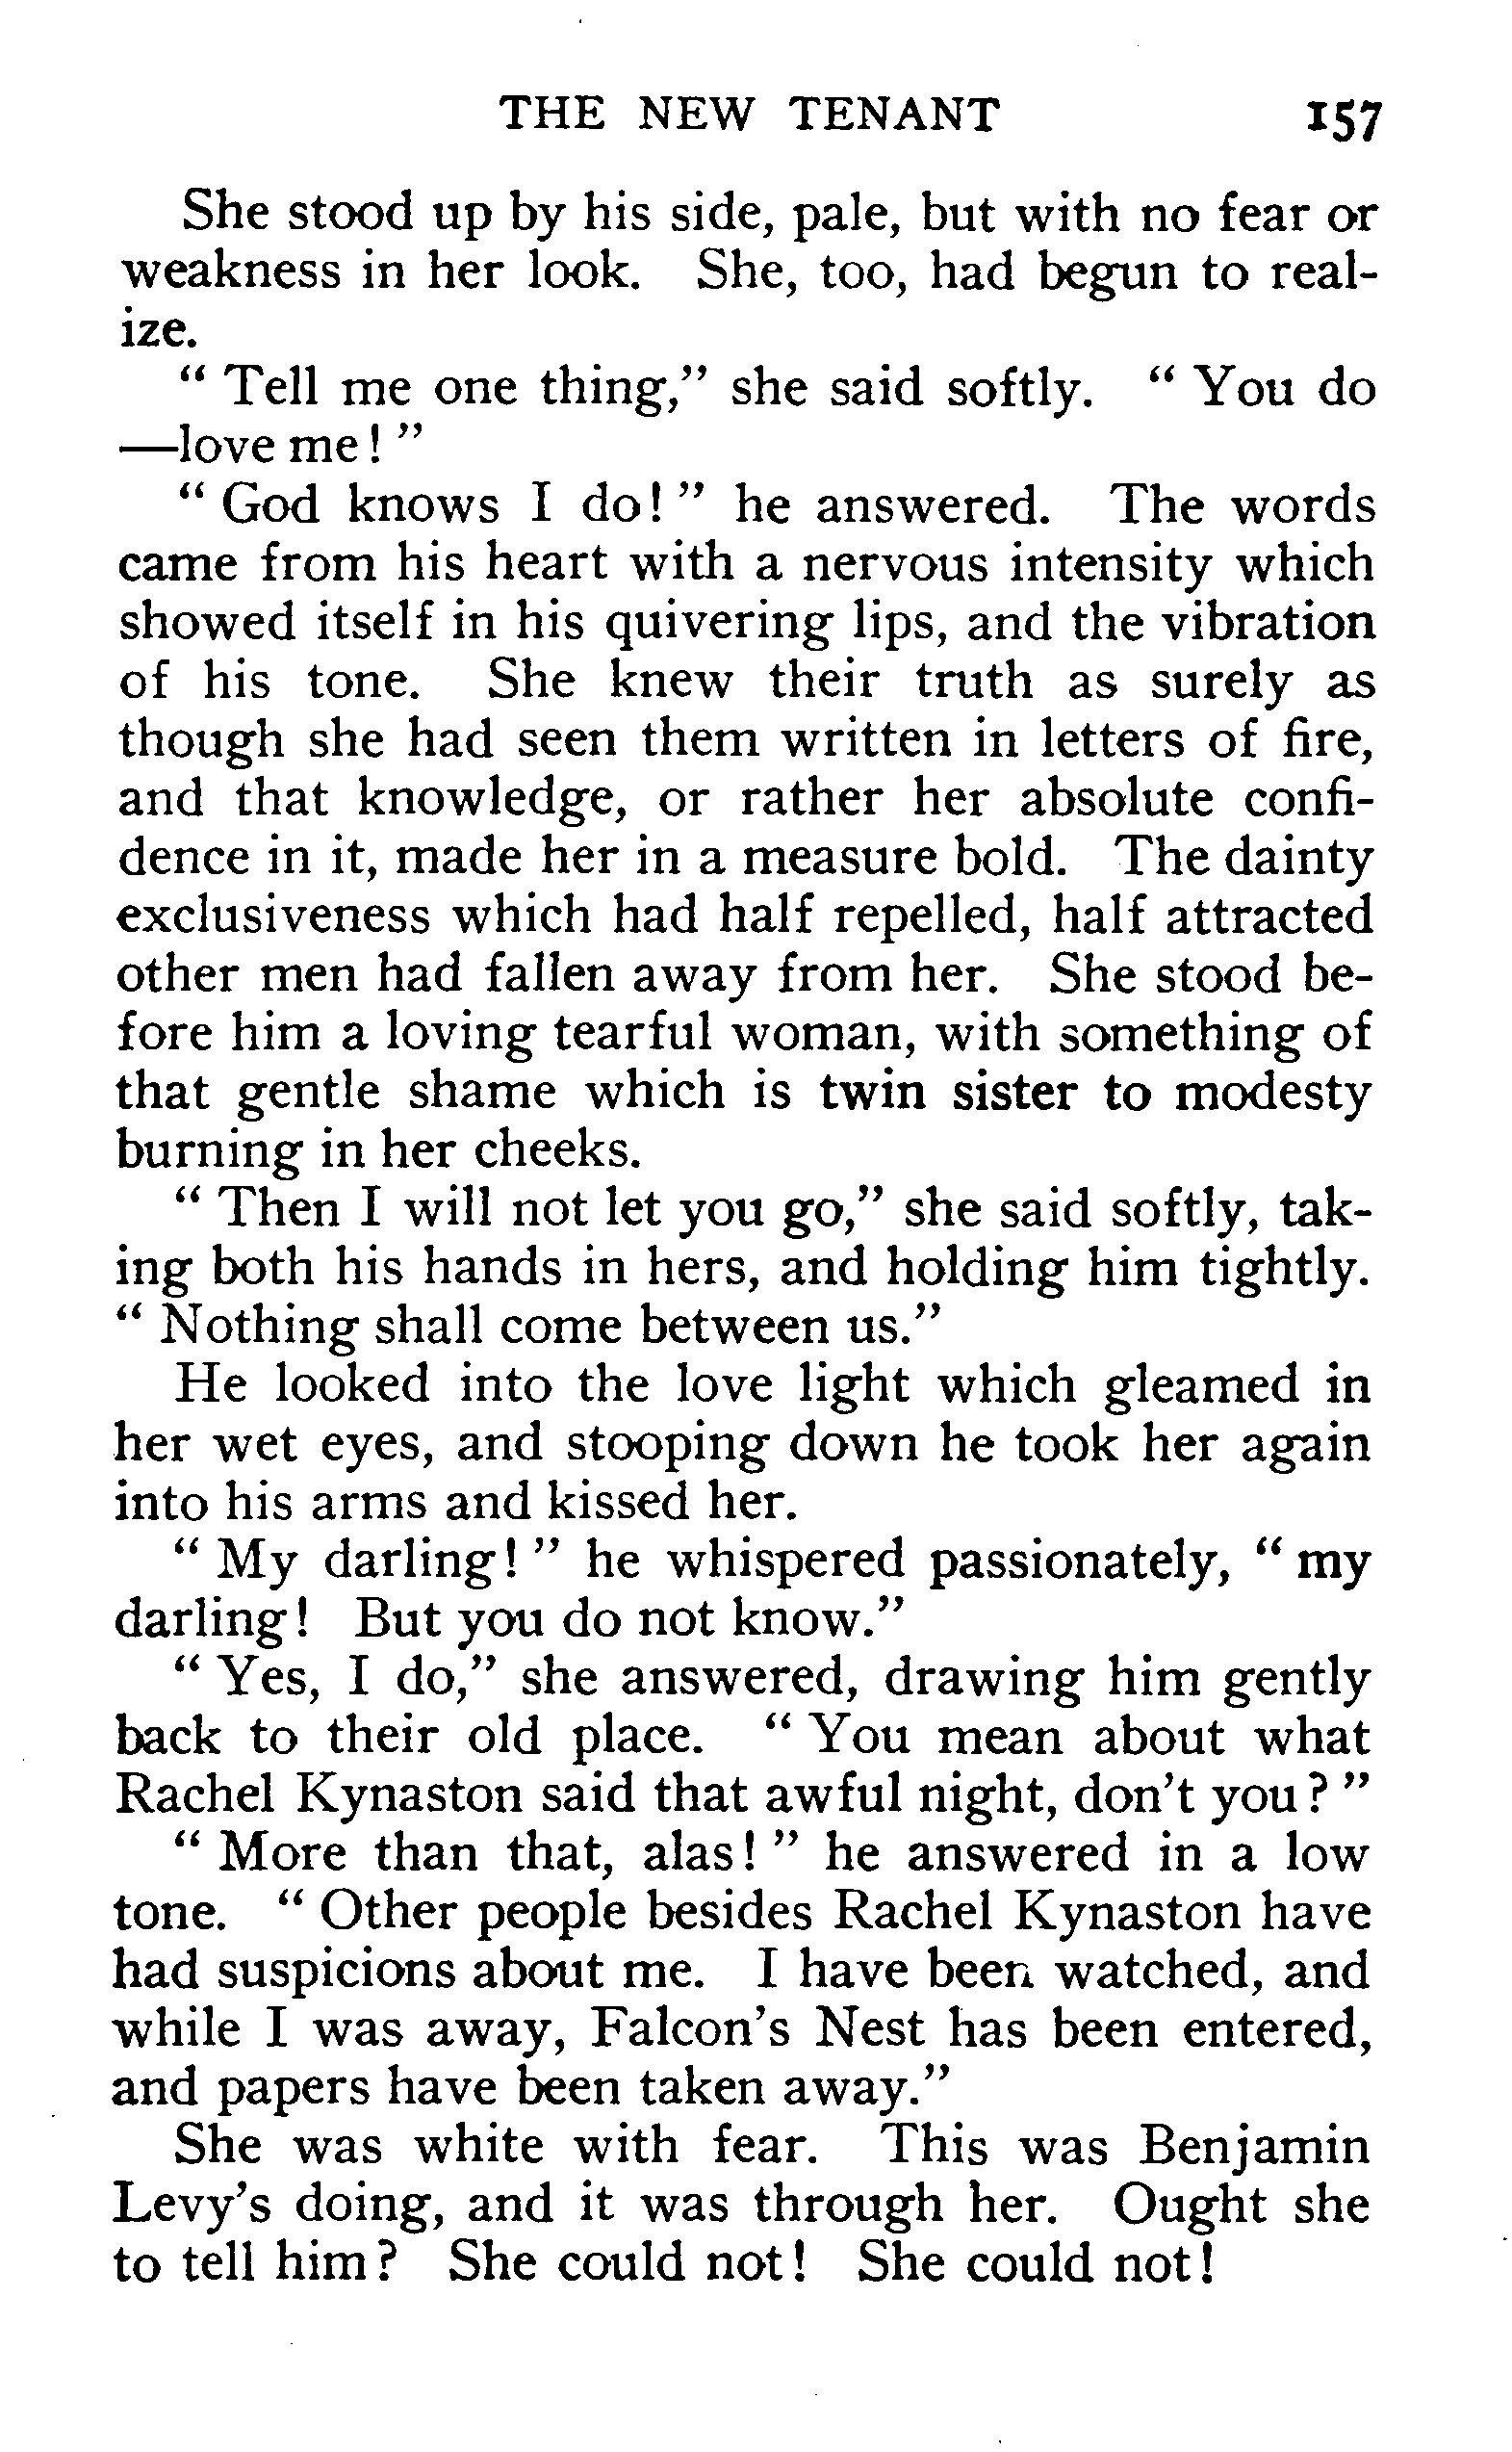 THE NEW TENANT 157
She stood up by his side, pale, but with no fear or
weakness in her look. She, too, had begun to real-
ize.
" Tell me one thing," she said softly. " You do
—love me! "
" God knows I do! " he answered. The words
came from his heart with a nervous intensity which
showed itself in his quivering lips, and the vibration
of his tone. She knew their truth as surely as
though she had seen them written in letters of fire,
and that knowledge, or rather her absolute confi-
dence in it, made her in a measure bold. The dainty
exclusiveness which had half repelled, half attracted
other men had fallen away from her. She stood be-
fore him a loving tearful woman, with something of
that gentle shame which is twin sister to modesty
burning in her cheeks.
" Then I will not let you go," she said softly, tak-
ing both his hands in hers, and holding him tightly.
" Nothing shall come between us."
He looked into the love light which gleamed in
her wet eyes, and stooping down he took her again
into his arms and kissed her.
" My darling! " he whispered passionately, " my
darling! But you do not know."
" Yes, I do," she answered, drawing him gently
back to their old place. " You mean about what
Rachel Kynaston said that awful night, don't you? "
" More than that, alas! " he answered in a low
tone. " Other people besides Rachel Kynaston have
had suspicions about me. I have been watched, and
while I was away, Falcon's Nest has been entered,
and papers have been taken away."
She was white with fear. This was Benjamin
Levy's doing, and it was through her. Ought she
to tell him? She could not! She could not!